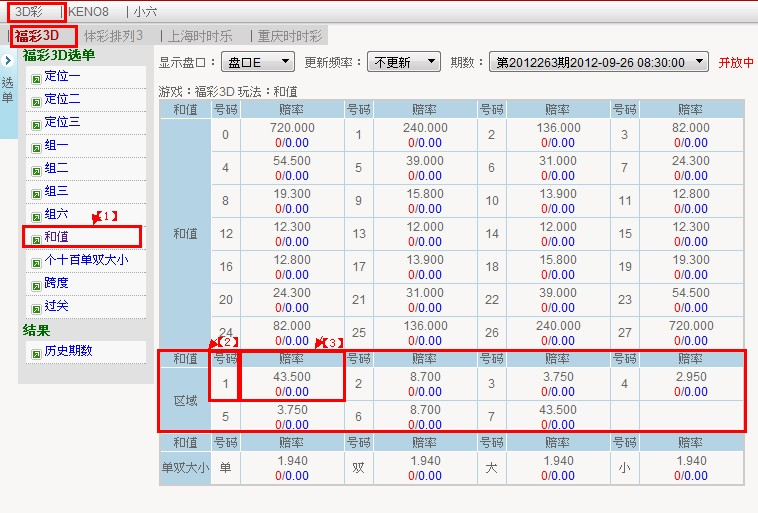 3D彩 | KENO8 | 小六
| 福彩3D | 体彩排列3 | 上海时时乐 | 重庆时时彩
选单
福彩3D选单
定位一
定位二
定位三
组一
组二
组三
组六
【1】
和值
个十百单双大小
跨度
过关
结果
历史期数
显示盘口： 盘口E 更新频率： 不更新 期数： 第2012263期2012-09-26 08:30:00 开放中
游戏：福彩3D 玩法：和值
和值 号码 赔率 号码 赔率 号码 赔率 号码 赔率
和值
0 720.000 1 240.000 2 136.000 3 82.000
0/0.00 0/0.00 0/0.00 0/0.00
4 54.500 5 39.000 6 31.000 7 24.300
0/0.00 0/0.00 0/0.00 0/0.00
8 19.300 9 15.800 10 13.900 11 12.800
0/0.00 0/0.00 0/0.00 0/0.00
12 12.300 13 12.000 14 12.000 15 12.300
0/0.00 0/0.00 0/0.00 0/0.00
16 12.800 17 13.900 18 15.800 19 19.300
0/0.00 0/0.00 0/0.00 0/0.00
20 24.300 21 31.000 22 39.000 23 54.500
0/0.00 0/0.00 0/0.00 0/0.00
24 82.000 25 136.000 26 240.000 27 720.000
0/0.00 0/0.00 0/0.00 0/0.00
【2】 【3】
和值 号码 赔率 号码 赔率 号码 赔率 号码 赔率
区域
1 43.500 2 8.700 3 3.750 4 2.950
0/0.00 0/0.00 0/0.00 0/0.00
5 3.750 6 8.700 7 43.500
0/0.00 0/0.00 0/0.00
和值 号码 赔率 号码 赔率 号码 赔率 号码 赔率
单双大小 单 1.940 双 1.940 大 1.940 小 1.940
0/0.00 0/0.00 0/0.00 0/0.00